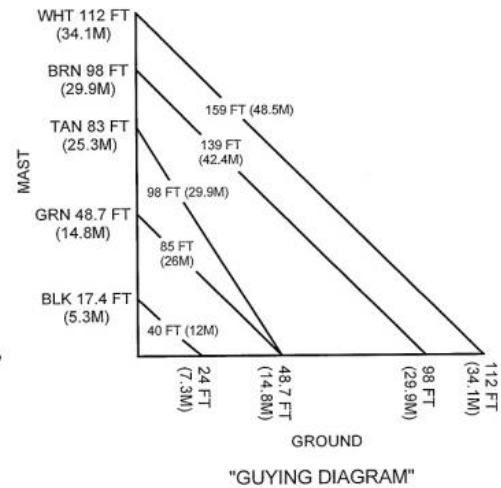 WHT 112 FT
(34.1M)
BRN 98 FT
(29.9M)
TAN 83 FT
(25.3M)
MAST
GRN 48.7 FT
(14.8M)
BLK 17.4 FT
(5.3M)
159 FT (48.5M)
139 FT
(42.4M)
98 FT (29.9M)
85 FT
(26M)
40 FT (12M)
24 FT
(7.3M)
48.7 FT
(14.8M)
98 FT
(29.9M)
112 FT
(34.1M)
GROUND
"GUYING DIAGRAM"